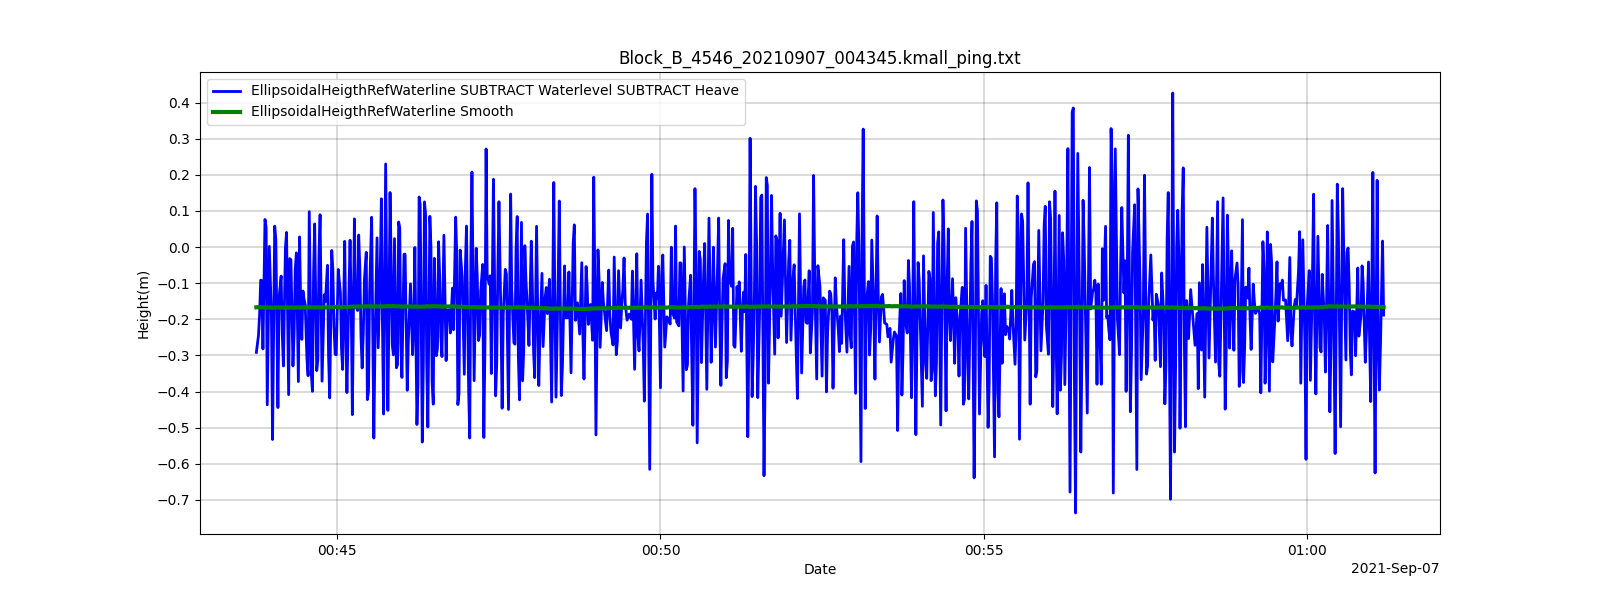 Block_B_4546_20210907_004345.kmall_ping.txt
EllipsoidalHeigthRefWaterline SUBTRACT Waterlevel SUBTRACT Heave
EllipsoidalHeigthRefWaterline Smooth
Height(m)
0.4
0.3
0.2
0.1
0.0
−0.1
−0.2
−0.3
−0.4
−0.5
−0.6
−0.7
00:45 00:50 00:55 01:00
Date
2021-Sep-07